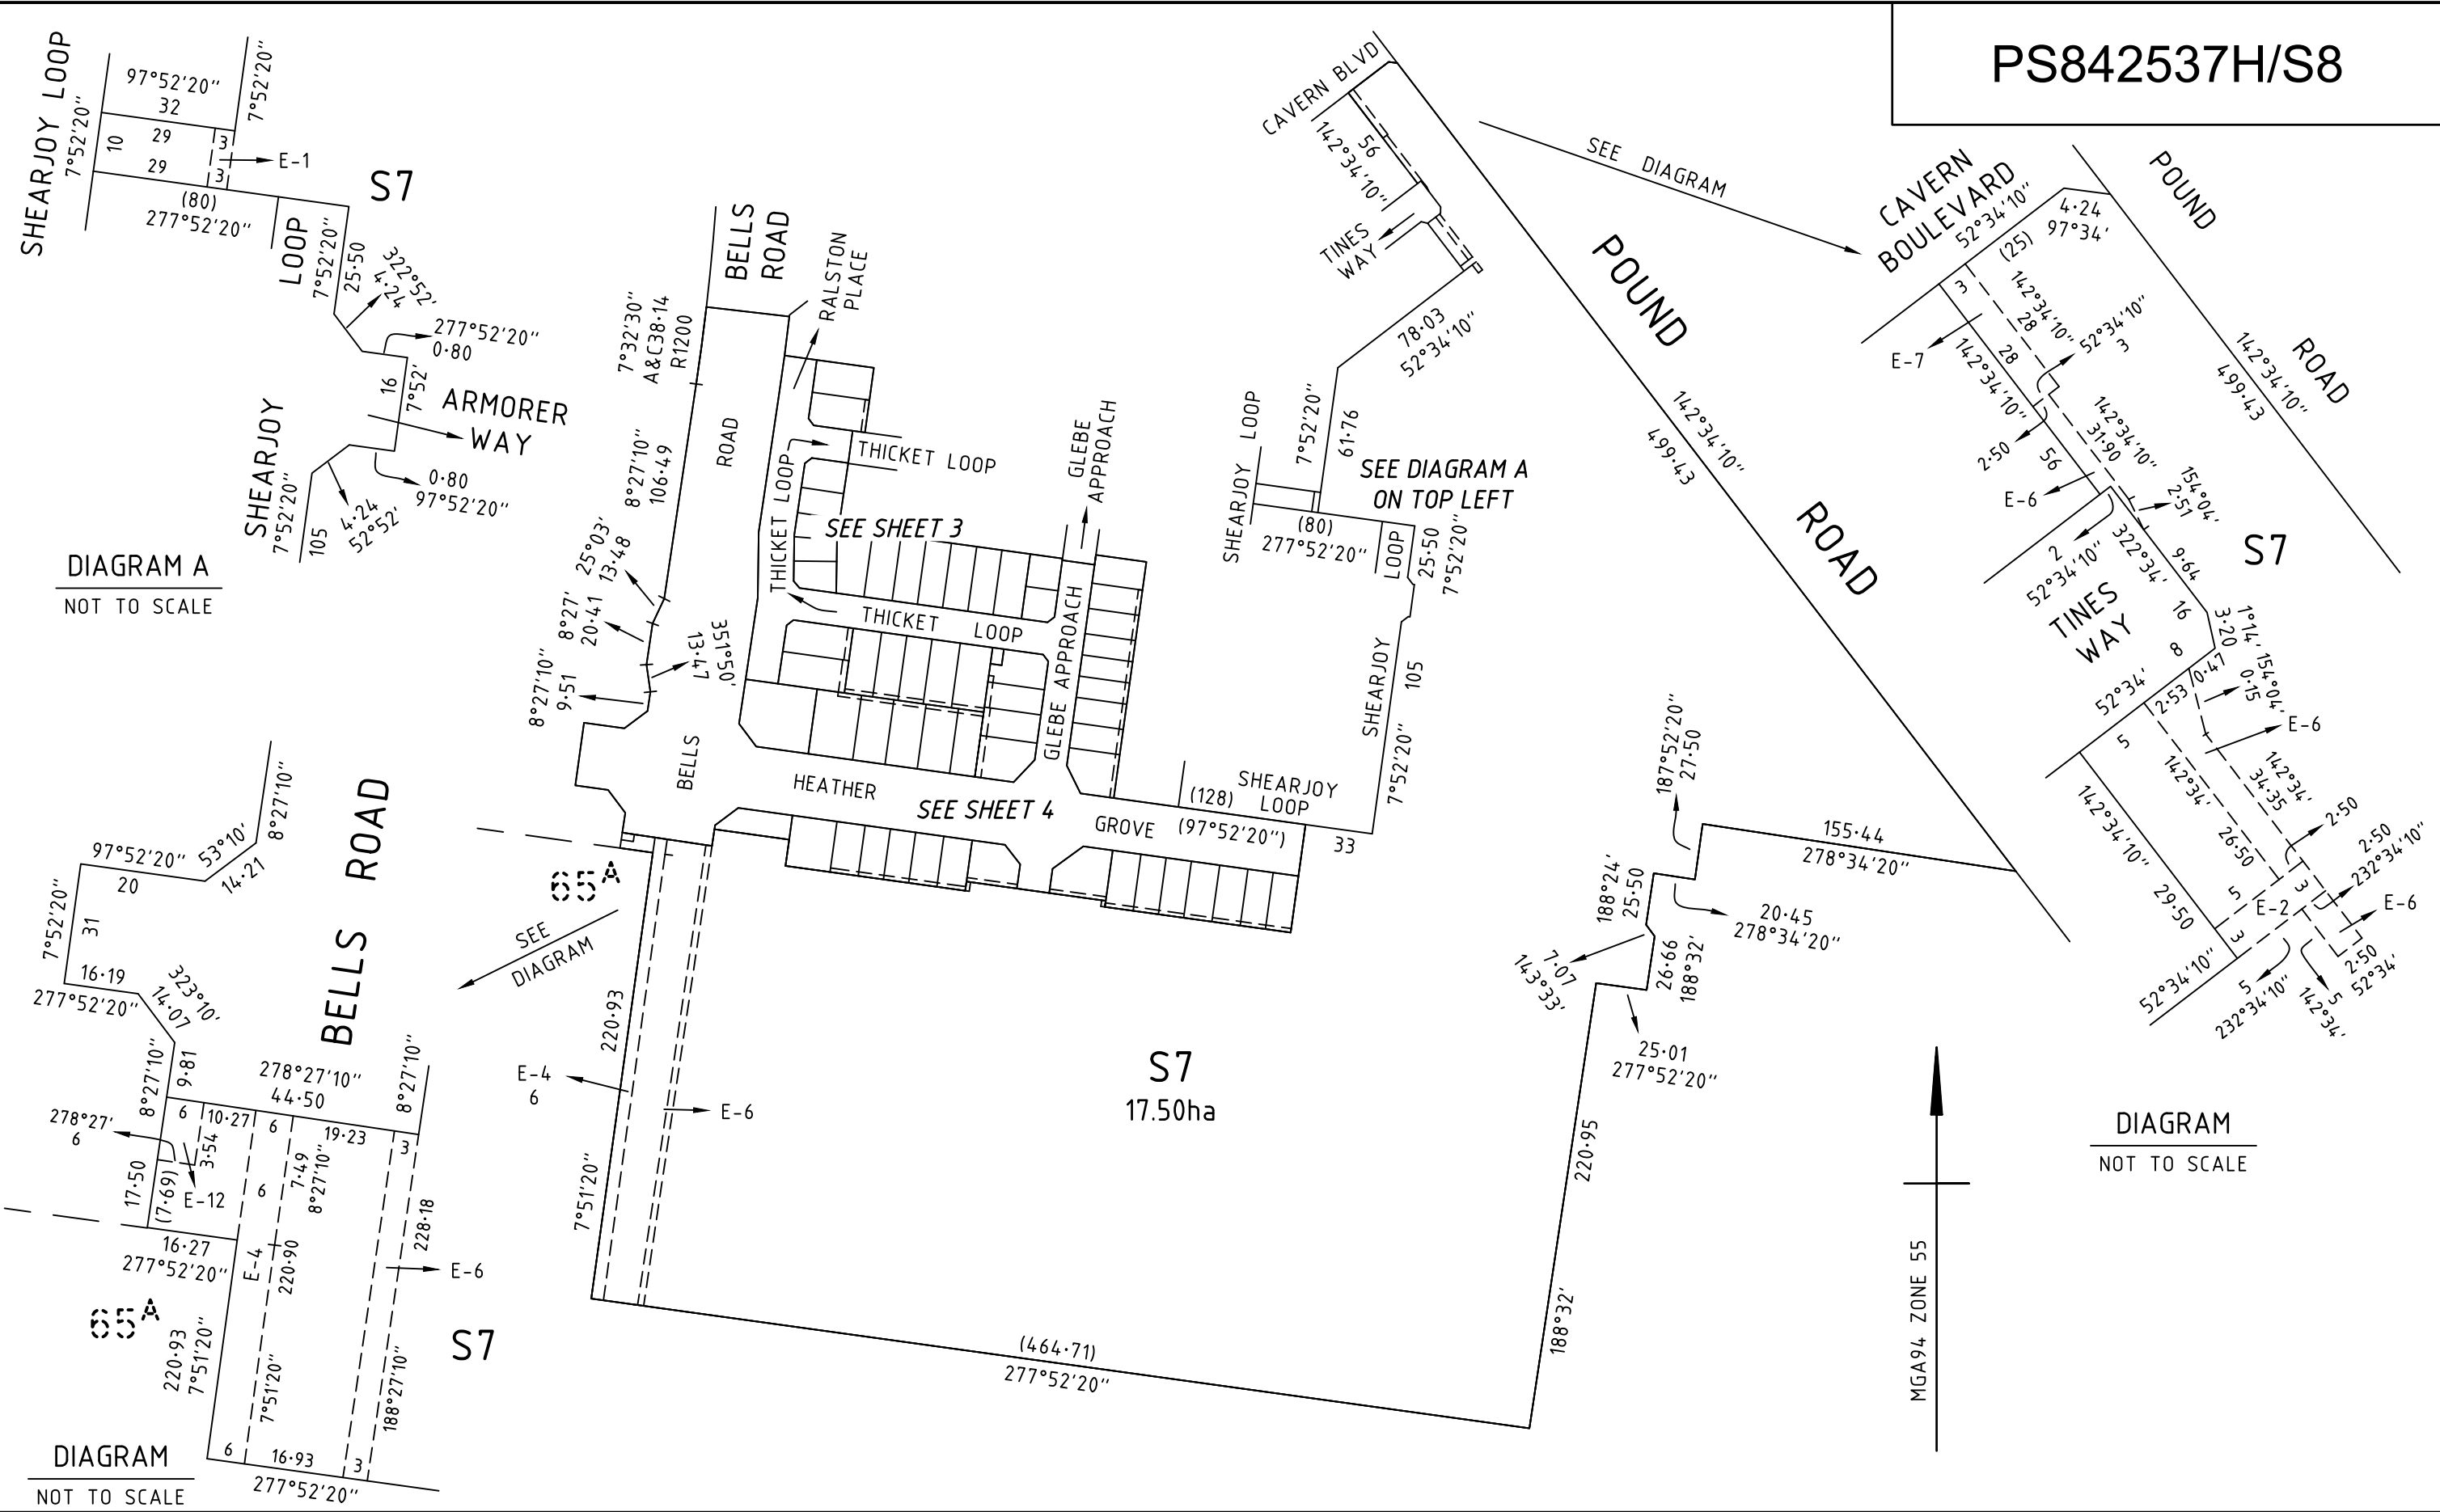 PS842537H/S8
SHEARJOY LOOP
7°52'20"
97°52'20"
32
7°52'20"
10
29
3
29
3
E-1
(80)
277°52'20"
S7
LOOP
7°52'20"
25·50
322°52'
4·24
277°52'20"
0·80
16
7°52'
ARMORER
WAY
SHEARJOY
7°52'20"
105
4·24
52°52'
0·80
97°52'20"
DIAGRAM A
NOT TO SCALE
BELLS
ROAD
RALSTON
PLACE
7°32'30"
A&C38·14
R1200
8°27'10"
106·49
ROAD
25°03'
13·48
8°27'
20·41
351°50'
13·47
8°27'10"
9·51
BELLS
THICKET LOOP
THICKET LOOP
SEE SHEET 3
THICKET LOOP
GLEBE
APPROACH
GLEBE APPROACH
HEATHER
SEE SHEET 4
GROVE
(128)
(97°52'20")
SHEARJOY
LOOP
33
CAVERN BLVD
56
142°34'10"
TINES
WAY
78·03
52°34'10"
7°52'20"
61·76
SHEARJOY LOOP
(80)
277°52'20"
SEE DIAGRAM A
ON TOP LEFT
LOOP
25·50
7°52'20"
SHEARJOY
105
7°52'20"
POUND
142°34'10"
499·43
ROAD
SEE DIAGRAM
CAVERN
BOULEVARD
52°34'10"
(25)
4·24
97°34'
POUND
ROAD
142°34'10"
499·43
3
142°34'10"
28
28
142°34'10"
E-7
52°34'10"
3
2·50
56
142°34'10"
31·90
E-6
154°04'
2·51
2
52°34'10"
322°34'
9·64
S7
TINES
WAY
16
8
1°14'
3·20
52°34'
2·53
0·47
154°04'
0·15
E-6
5
142°34'
26·50
142°34'
34·35
142°34'10"
29·50
2·50
2·50
232°34'10"
5
3
E-2
3
E-6
52°34'10"
5
232°34'10"
5
142°34'
2·50
52°34'
DIAGRAM
NOT TO SCALE
187°52'20"
27·50
155·44
278°34'20"
188°24'
25·50
20·45
278°34'20"
7·07
143°33'
26·66
188°32'
25·01
277°52'20"
220·95
188°32'
MGA94 ZONE 55
S7
17.50ha
(464·71)
277°52'20"
65A
SEE
DIAGRAM
220·93
7°51'20"
E-4
6
E-6
BELLS ROAD
8°27'10"
97°52'20"
20
53°10'
14·21
7°52'20"
31
16·19
277°52'20"
323°10'
14·07
8°27'10"
9·81
278°27'10"
44·50
8°27'10"
6
10·27
6
19·23
3
278°27'
6
3·54
17·50
(7·69)
E-12
6
7·49
8°27'10"
16·27
277°52'20"
E-4
220·90
228·18
E-6
65A
220·93
7°51'20"
7°51'20"
188°27'10"
S7
6
16·93
3
277°52'20"
DIAGRAM
NOT TO SCALE